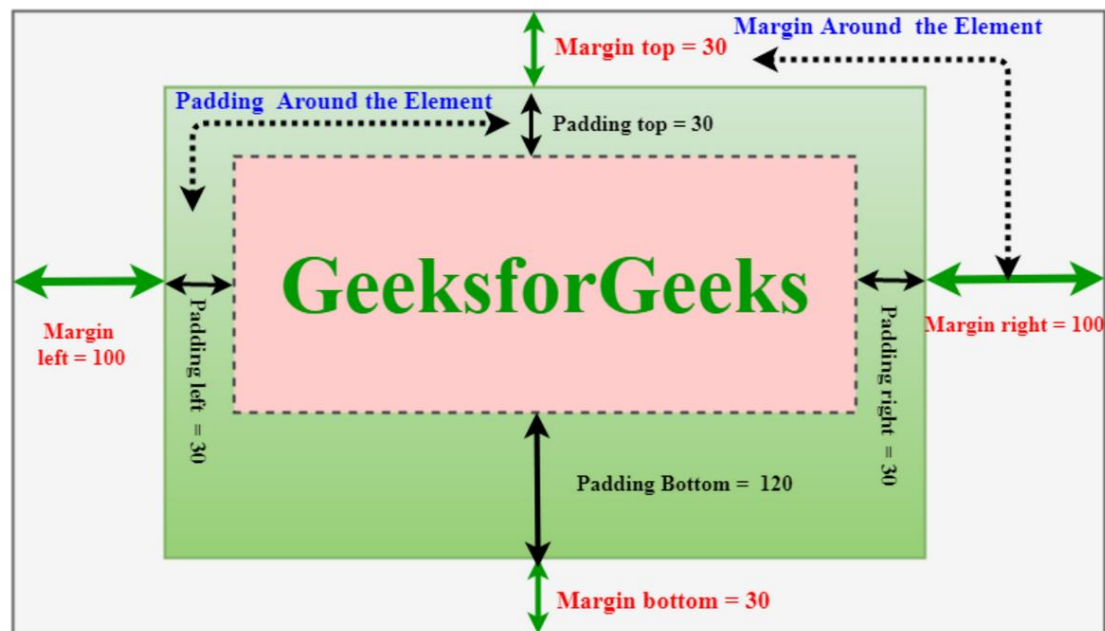 Margin Around the Element
Margin top = 30
Padding Around the Element
Padding top = 30
GeeksforGeeks
Margin
left = 100
Padding left = 30
Padding right = 30
Margin right = 100
Padding Bottom = 120
Margin bottom = 30